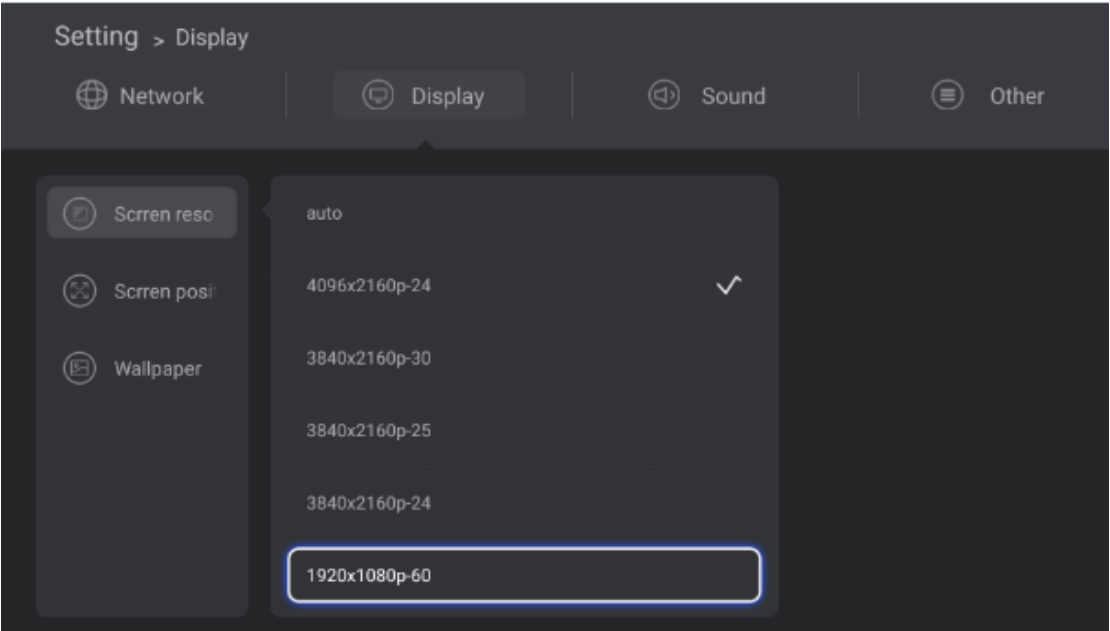 Setting > Display
Network
Display
Sound
Other
Scrren reso
Scrren posi
Wallpaper
auto
4096x2160p-24
3840x2160p-30
3840x2160p-25
3840x2160p-24
1920x1080p-60